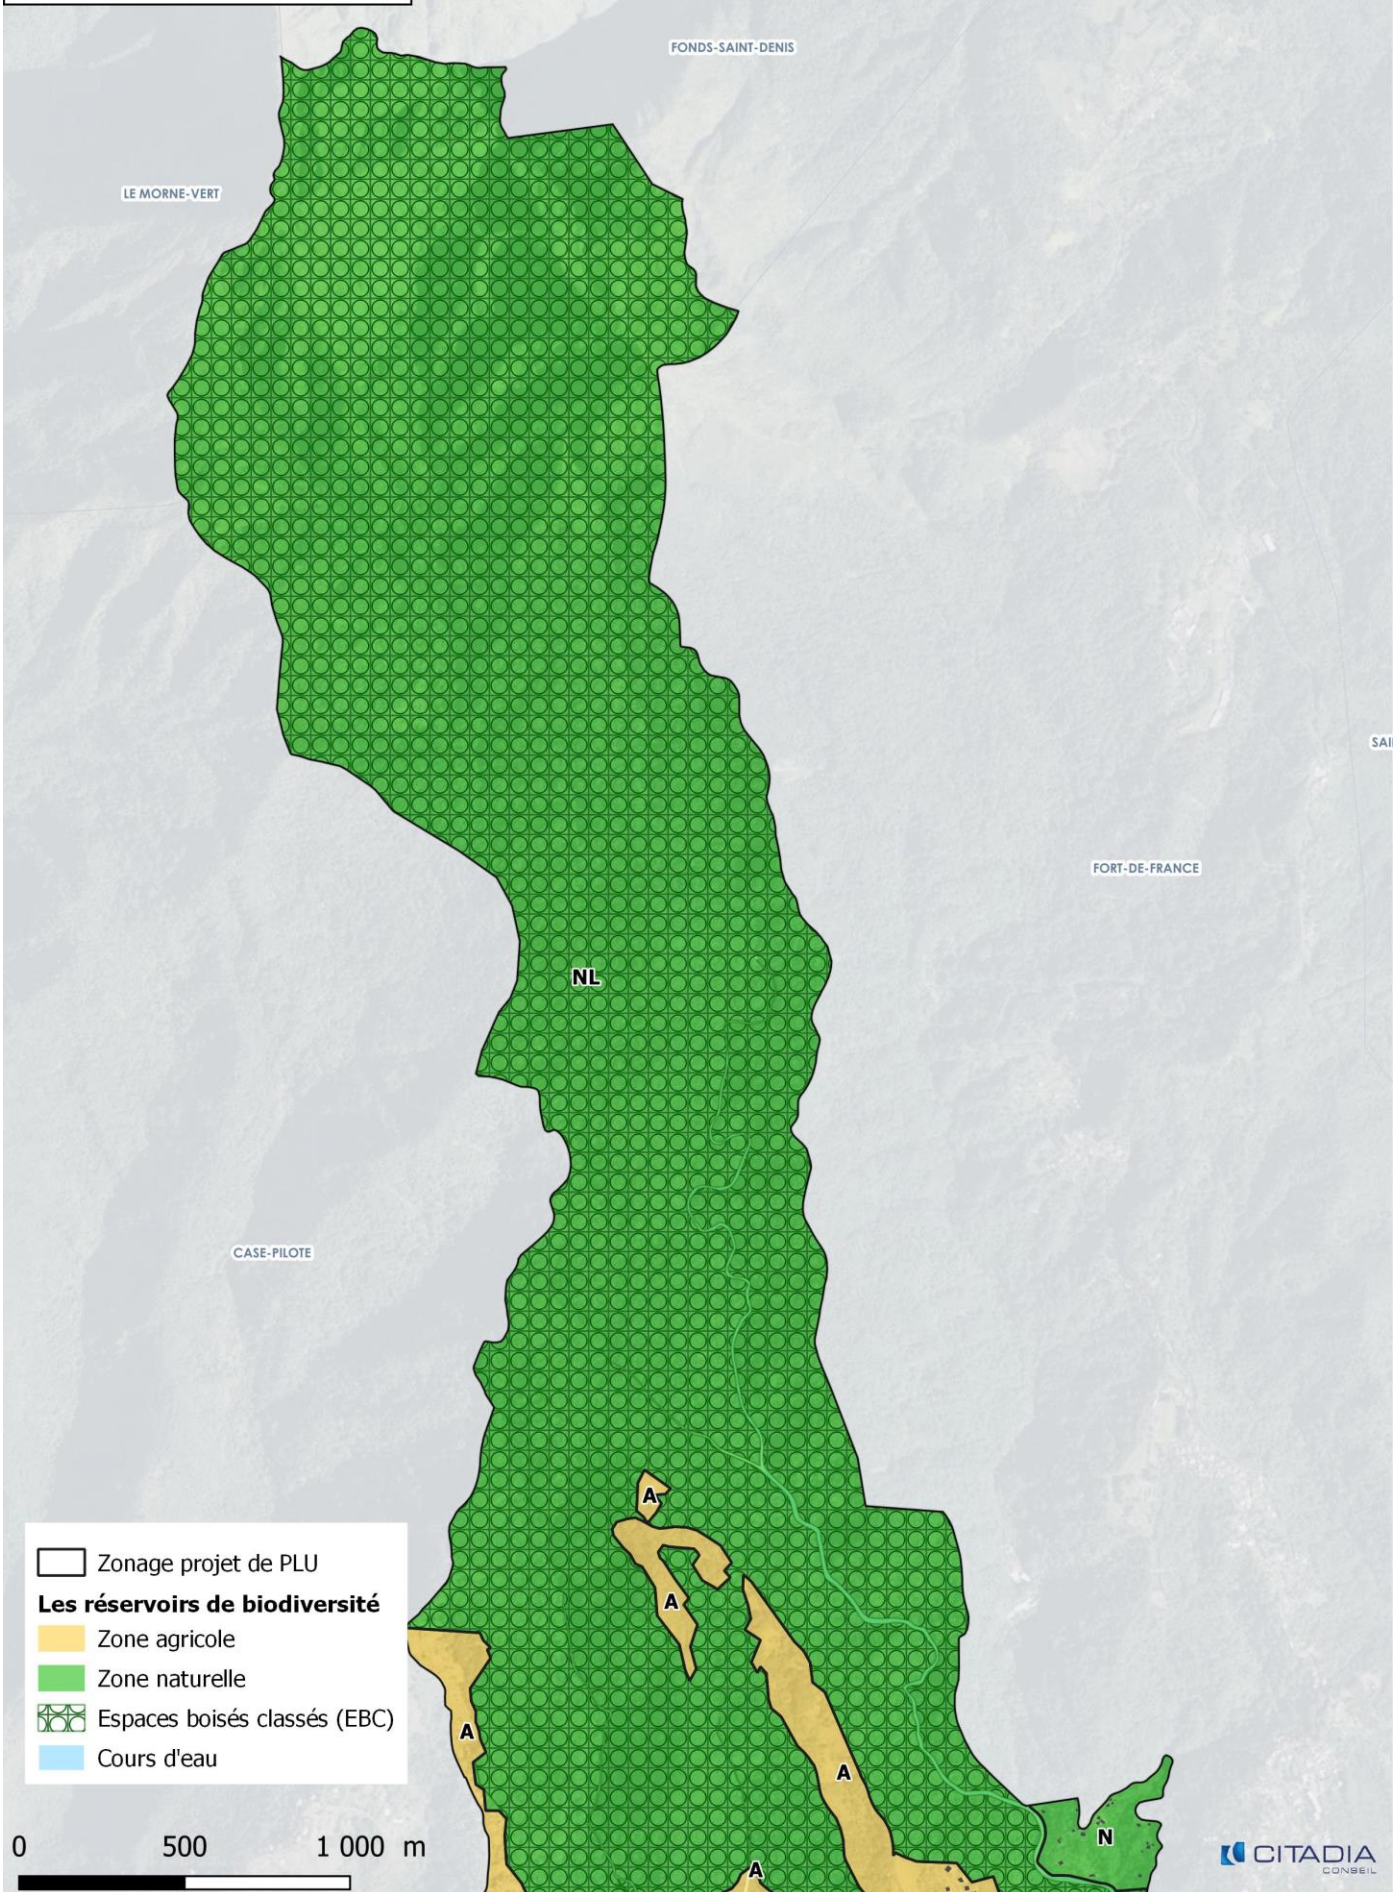 FONDS-SAINT-DENIS
LE MORNE-VERT
SAI
FORT-DE-FRANCE
NL
CASE-PILOTE
A
A
A
A
A
N
Zonage projet de PLU
Les réservoirs de biodiversité
Zone agricole
Zone naturelle
Espaces boisés classés (EBC)
Cours d'eau
0 500 1 000 m
CITADIA
CONSEIL